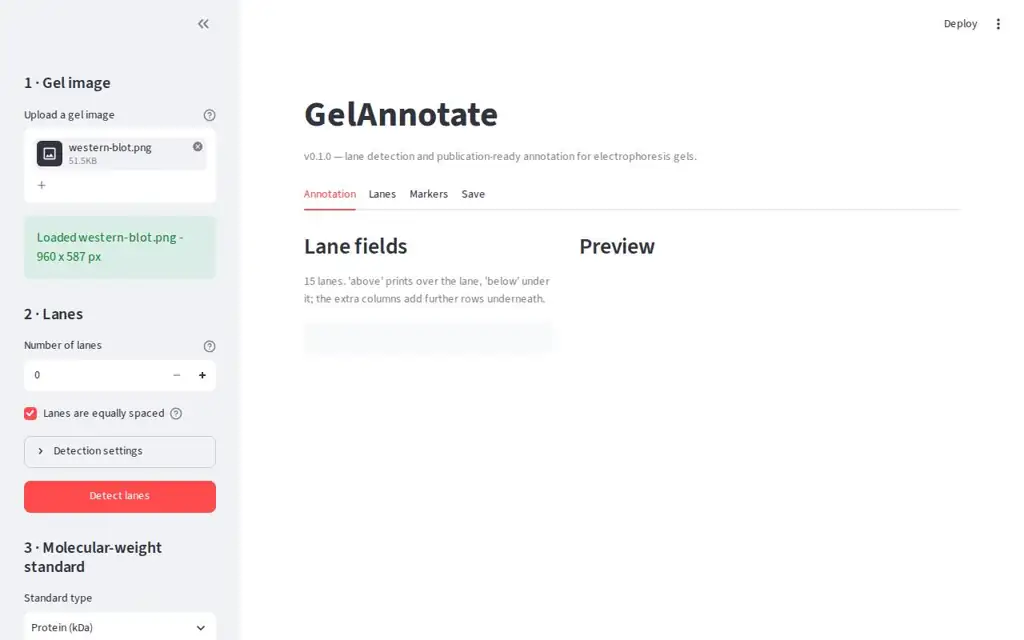 Deploy
1 · Gel image
Upload a gel image
western-blot.png
51.5KB
Loaded western-blot.png -
960 x 587 px
2 · Lanes
Number of lanes
0
Lanes are equally spaced
Detection settings
Detect lanes
3 · Molecular-weight
standard
Standard type
Protein (kDa)
GelAnnotate
v0.1.0 — lane detection and publication-ready annotation for electrophoresis gels.
Annotation Lanes Markers Save
Lane fields
15 lanes. 'above' prints over the lane, 'below' under
it; the extra columns add further rows underneath.
Preview